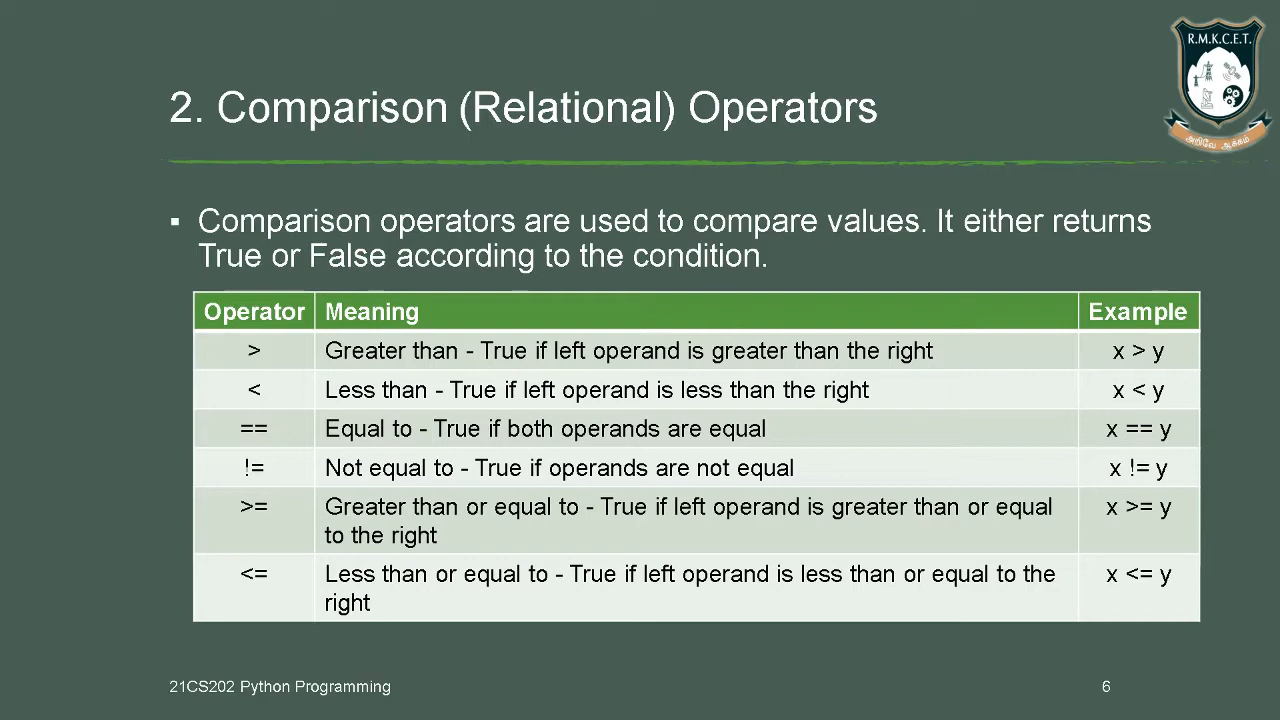 R.M.K.C.E.T.
அறிவே ஆக்கம்
2. Comparison (Relational) Operators
▪ Comparison operators are used to compare values. It either returns
True or False according to the condition.
Operator Meaning Example
> Greater than - True if left operand is greater than the right x > y
< Less than - True if left operand is less than the right x < y
== Equal to - True if both operands are equal x == y
!= Not equal to - True if operands are not equal x != y
>= Greater than or equal to - True if left operand is greater than or equal x >= y
to the right
<= Less than or equal to - True if left operand is less than or equal to the x <= y
right
21CS202 Python Programming 6